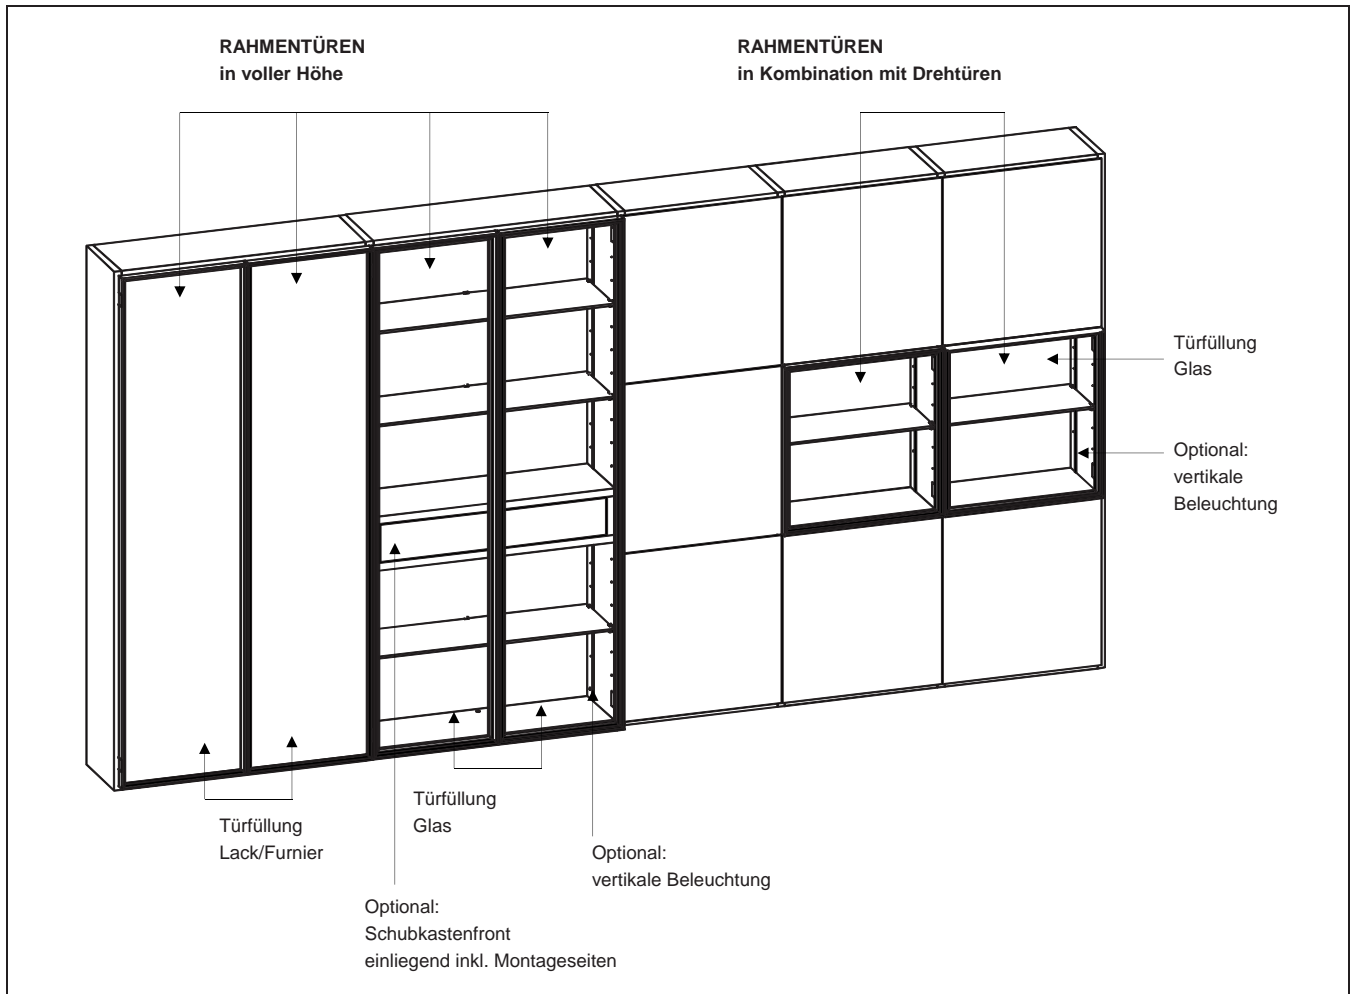 RAHMENTÜREN
in voller Höhe
RAHMENTÜREN
in Kombination mit Drehtüren
Türfüllung
Glas
Optional:
vertikale
Beleuchtung
Türfüllung
Lack/Furnier
Türfüllung
Glas
Optional:
vertikale Beleuchtung
Optional:
Schubkastenfront
einliegend inkl. Montageseiten